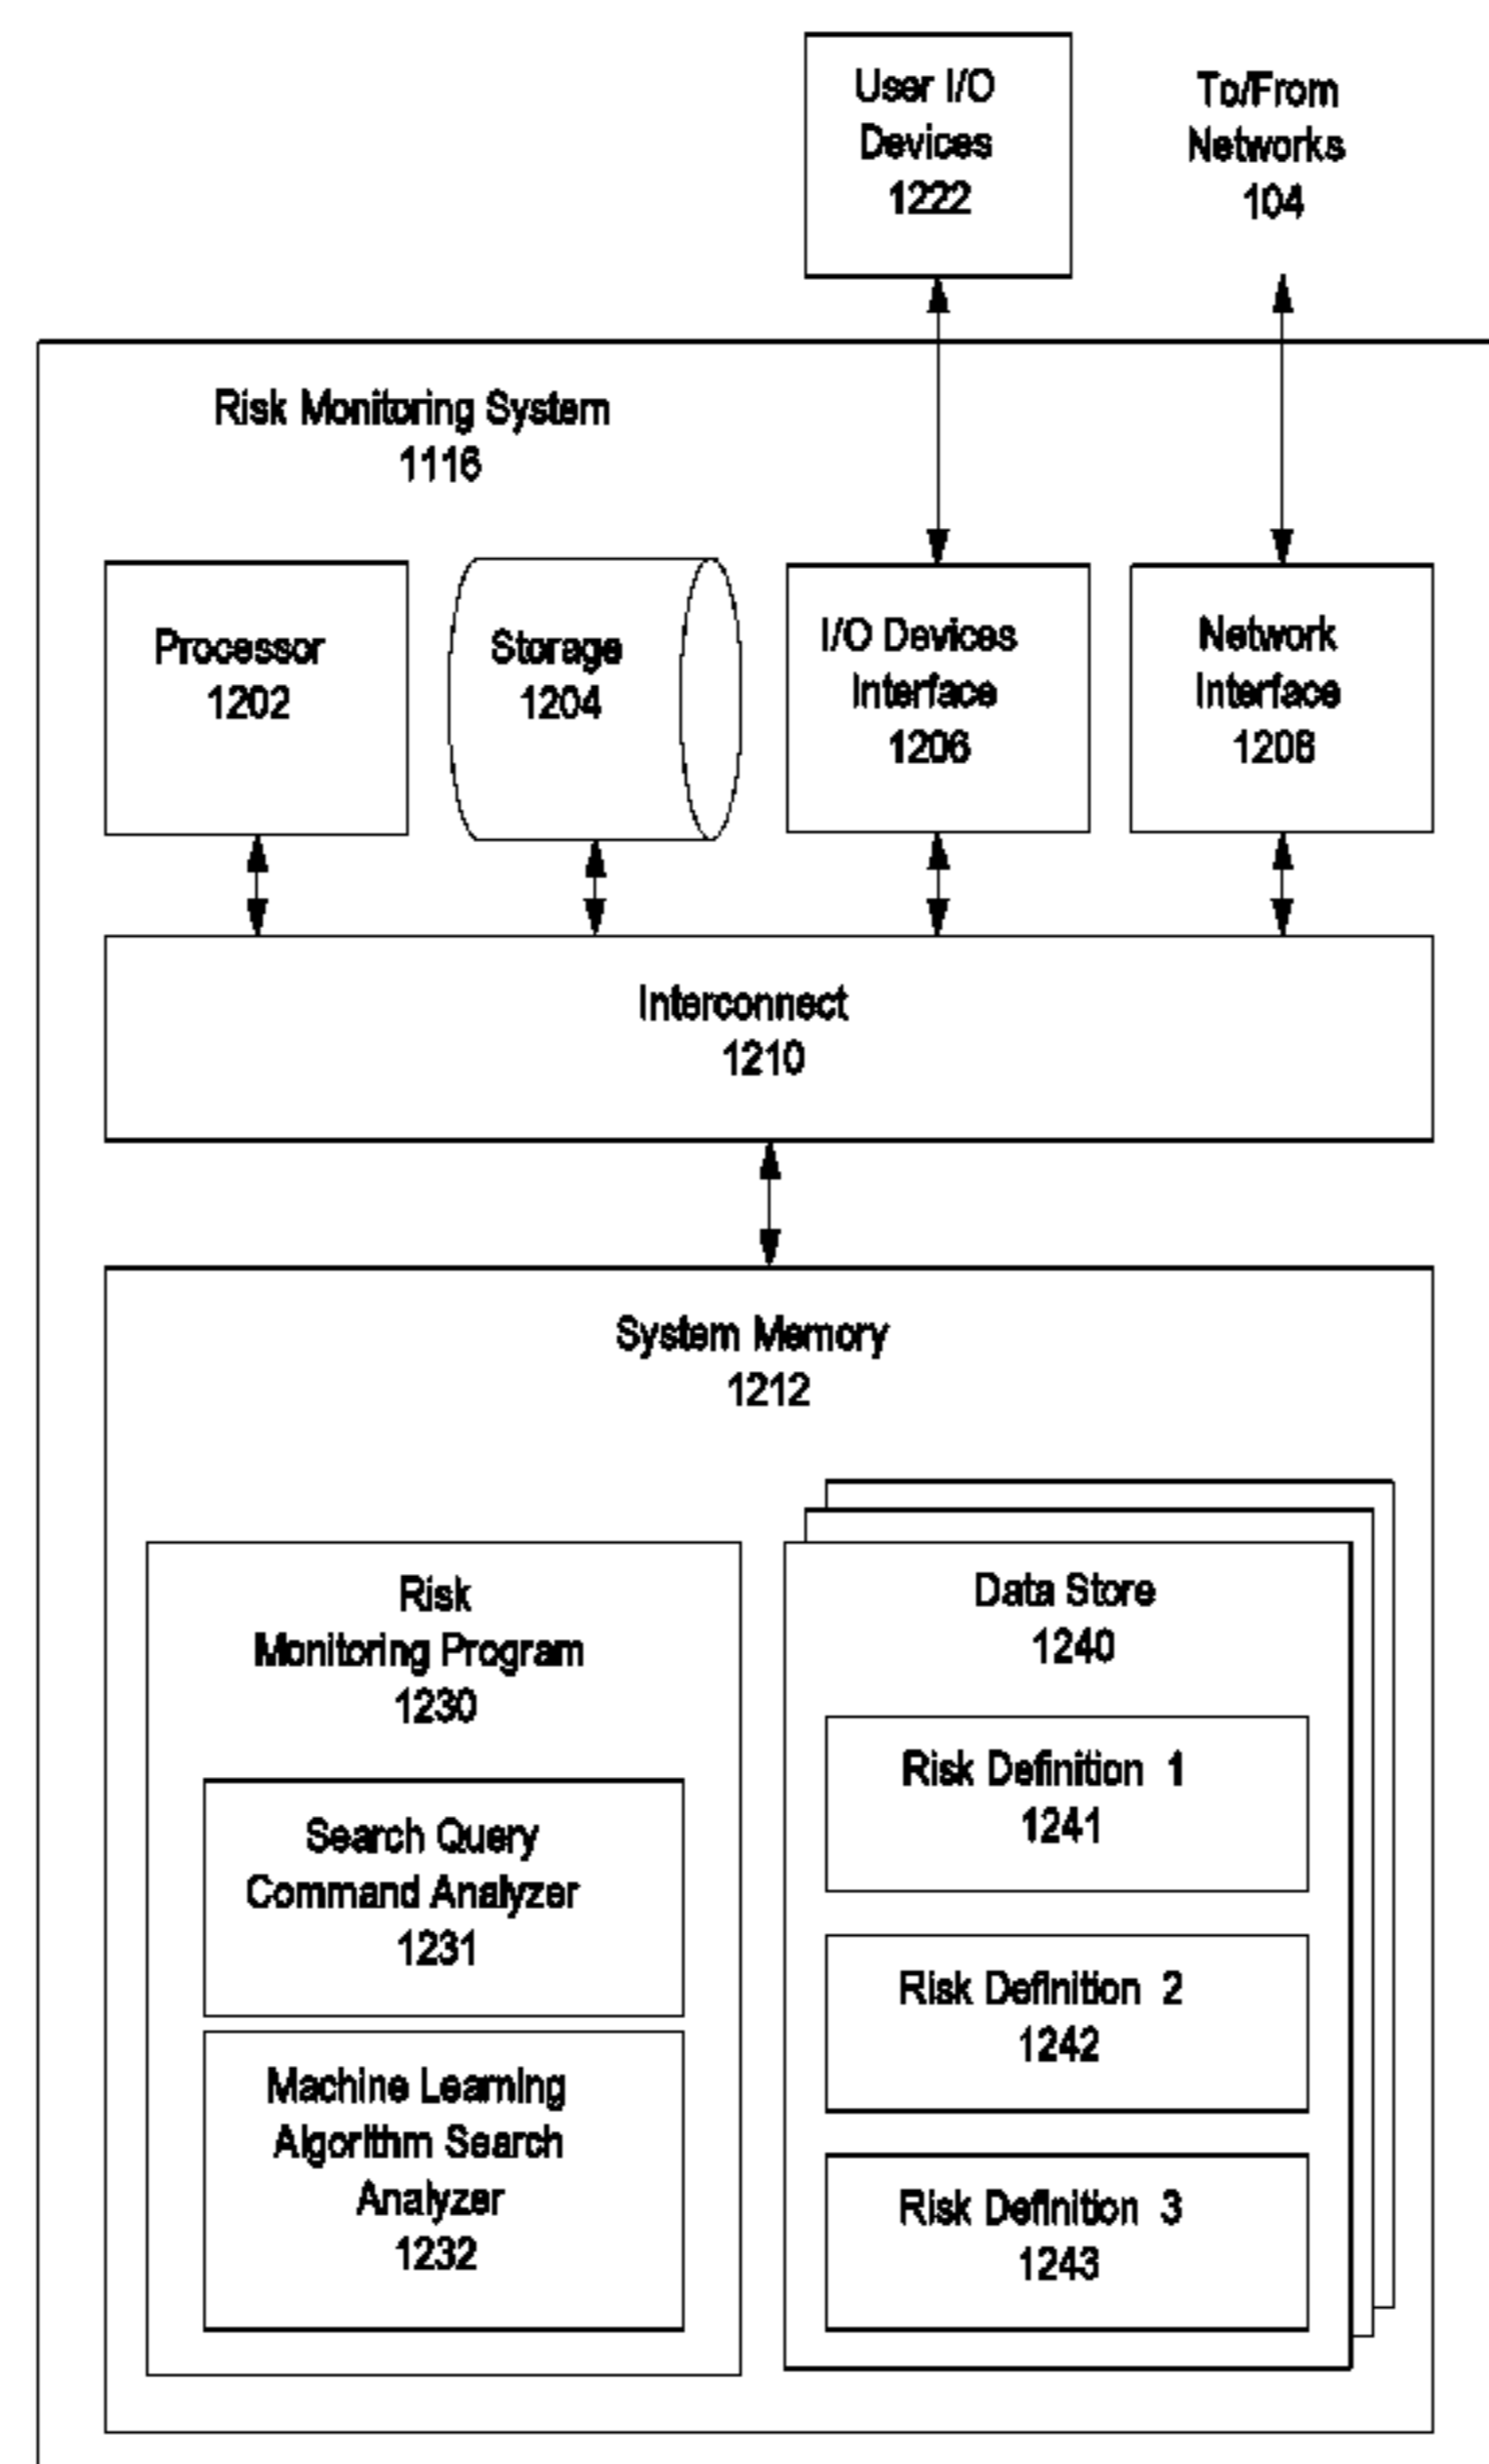 User I/O
Devices
1222
To/From
Networks
104
Risk Monitoring System
1116
Processor
1202
Storage
1204
I/O Devices
Interface
1206
Network
Interface
1208
Interconnect
1210
System Memory
1212
Risk
Monitoring Program
1230
Search Query
Command Analyzer
1231
Machine Learning
Algorithm Search
Analyzer
1232
Data Store
1240
Risk Definition 1
1241
Risk Definition 2
1242
Risk Definition 3
1243